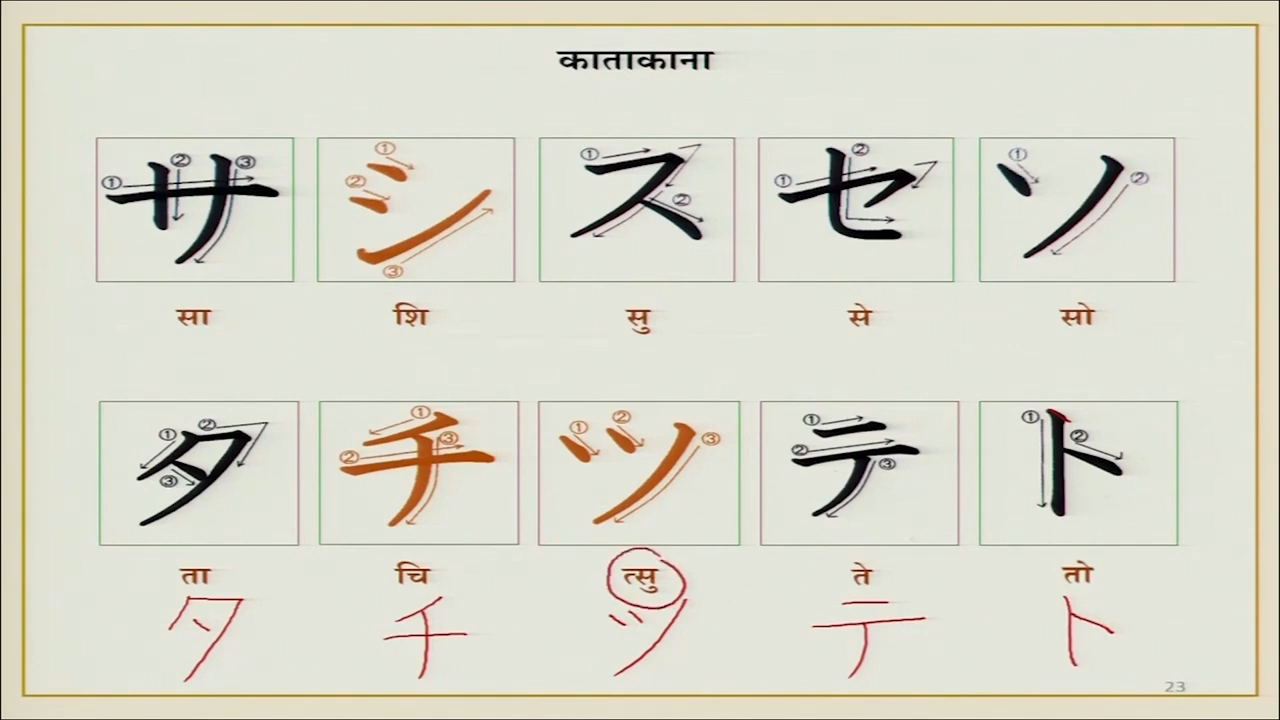 काताकाना
サ シ ス セ ソ
सा शि सु से सो
タ チ ツ テ ト
ता चि त्सु ते तो
タ チ ツ テ ト
23